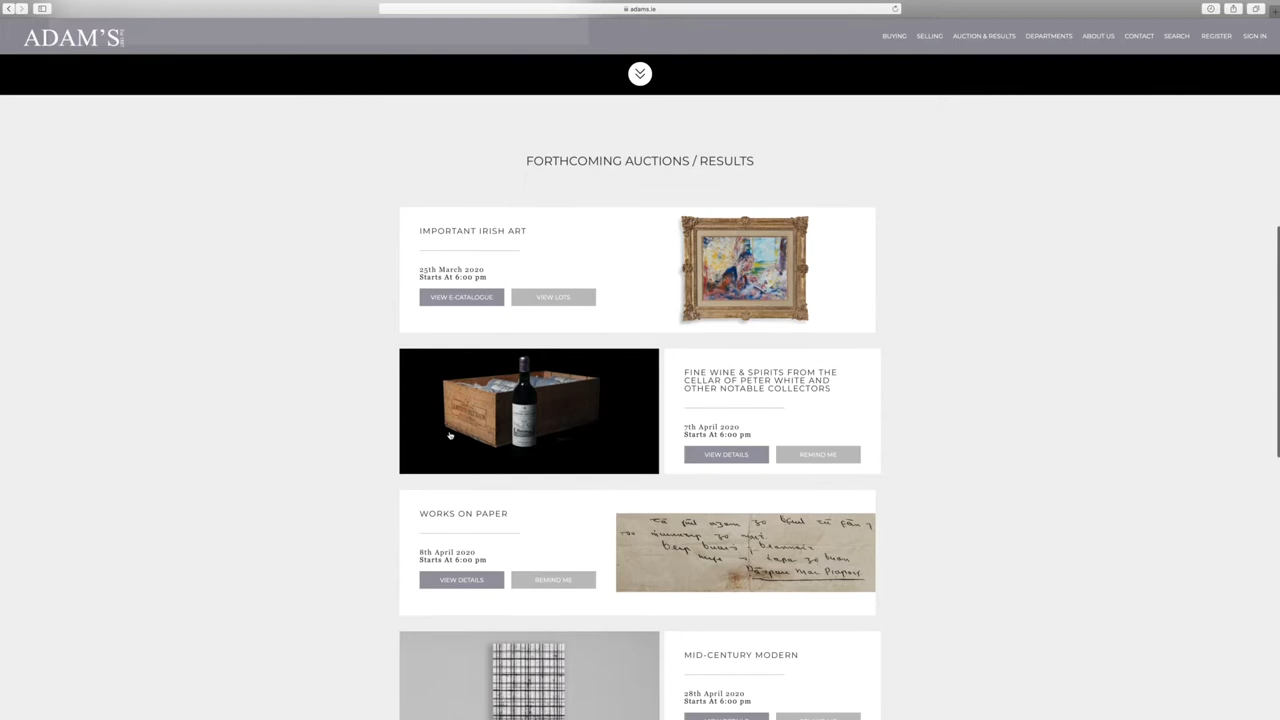 adams.ie
ADAM'S
BUYING SELLING AUCTION & RESULTS DEPARTMENTS ABOUT US CONTACT SEARCH REGISTER SIGN IN
FORTHCOMING AUCTIONS / RESULTS
IMPORTANT IRISH ART
25th March 2020
Starts At 6:00 pm
VIEW E-CATALOGUE VIEW LOTS
FINE WINE & SPIRITS FROM THE
CELLAR OF PETER WHITE AND
OTHER NOTABLE COLLECTORS
7th April 2020
Starts At 6:00 pm
VIEW DETAILS REMIND ME
WORKS ON PAPER
8th April 2020
Starts At 6:00 pm
VIEW DETAILS REMIND ME
MID-CENTURY MODERN
28th April 2020
Starts At 6:00 pm